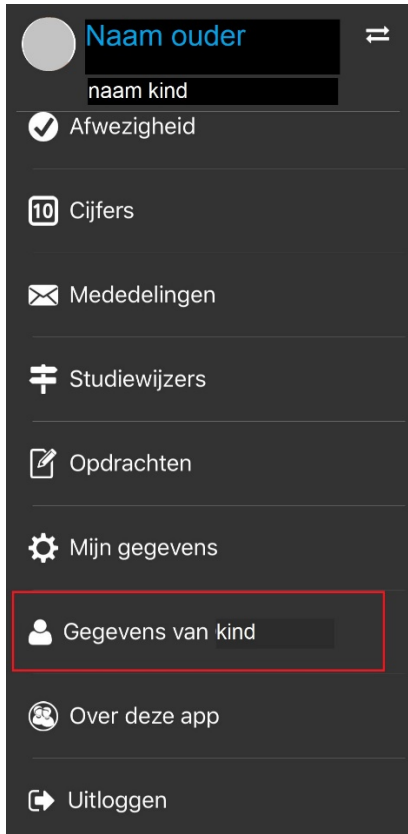 Naam ouder
naam kind
Afwezigheid
10 Cijfers
Mededelingen
Studiewijzers
Opdrachten
Mijn gegevens
Gegevens van kind
Over deze app
Uitloggen